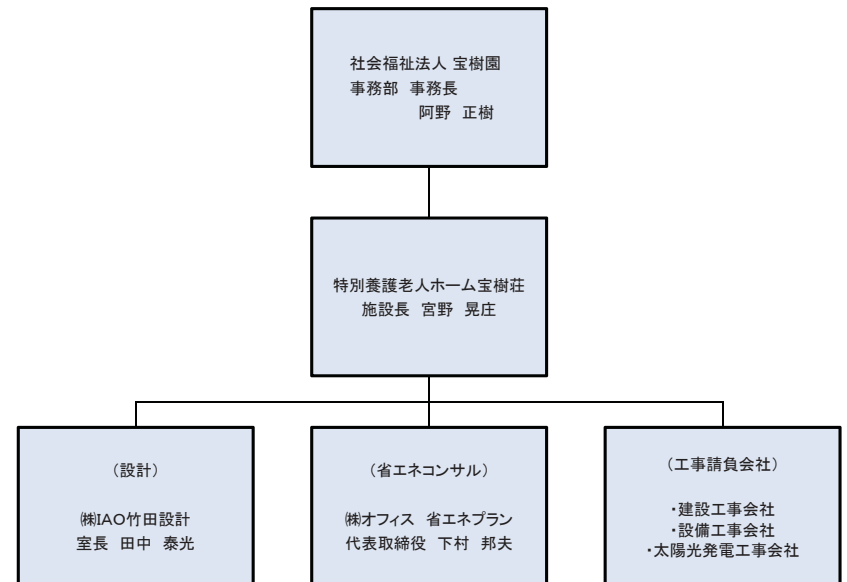 社会福祉法人 宝樹園
事務部 事務長
阿野 正樹
特別養護老人ホーム宝樹荘
施設長 宮野 晃庄
（設計）
㈱IAO竹田設計
室長 田中 泰光
（省エネコンサル）
㈱オフィス 省エネプラン
代表取締役 下村 邦夫
（工事請負会社）
・建設工事会社
・設備工事会社
・太陽光発電工事会社